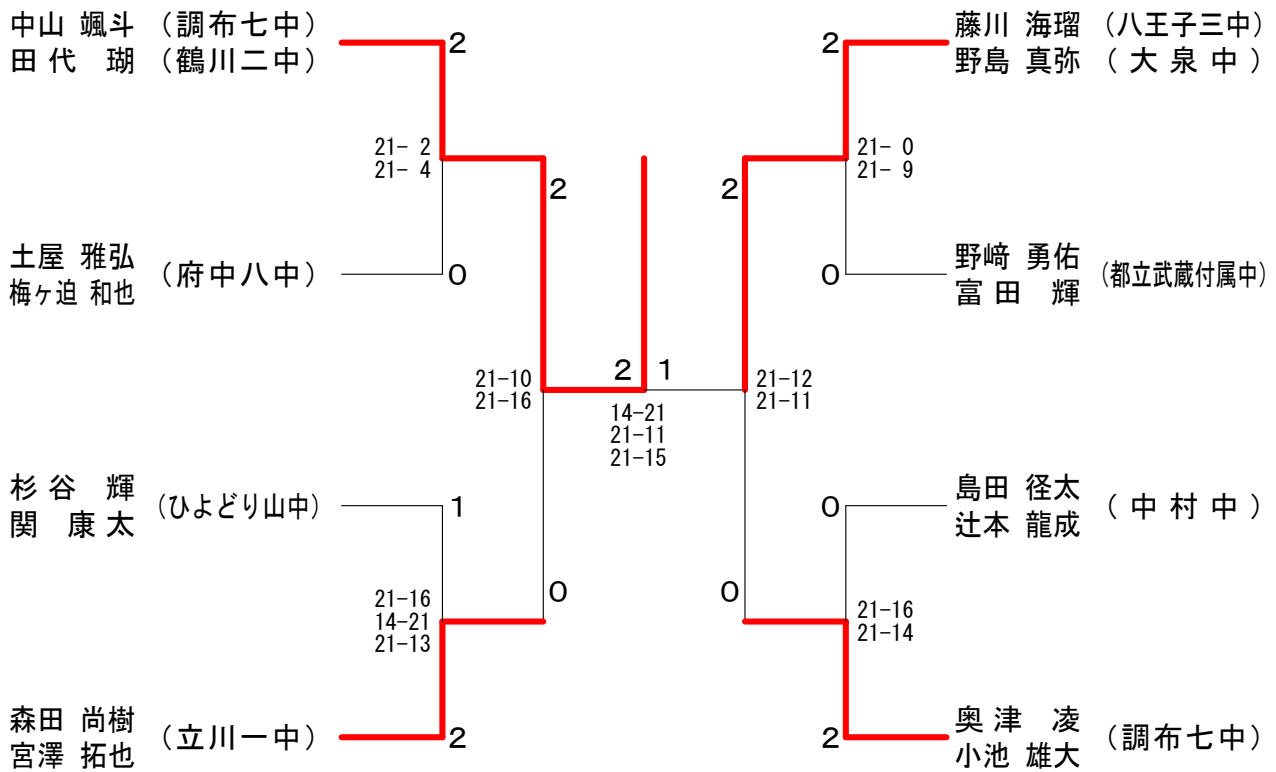 中山 颯斗 (調布七中)
田代 瑚 (鶴川二中)
2
21- 2
21- 4
土屋 雅弘
梅ヶ迫 和也
(府中八中)
0
2
21-10
21-16
杉谷 輝
関 康太
(ひよどり山中)
1
21-16
14-21
21-13
0
森田 尚樹
宮澤 拓也
(立川一中)
2
2 1
14-21
21-11
21-15
藤川 海瑠 (八王子三中)
野島 真弥 (大泉中)
2
21- 0
21- 9
2
野﨑 勇佑
富田 輝
(都立武蔵付属中)
0
21-12
21-11
島田 径太
辻本 龍成
(中村中)
0
0
21-16
21-14
奥津 凌
小池 雄大
(調布七中)
2